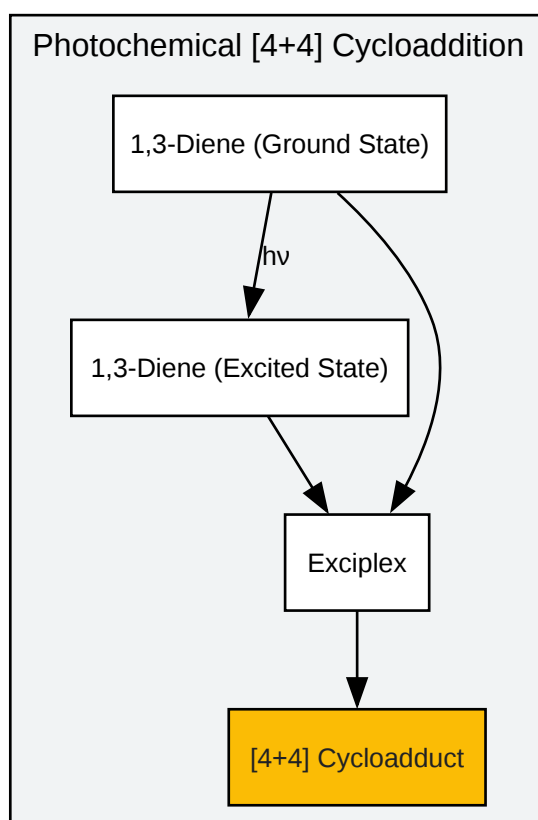 Photochemical [4+4] Cycloaddition
1,3-Diene (Ground State)
hν
1,3-Diene (Excited State)
Exciplex
[4+4] Cycloadduct